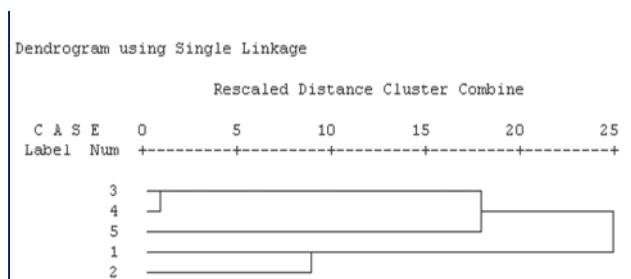 Dendrogram using Single Linkage
Rescaled Distance Cluster Combine
C A S E 0 5 10 15 20 25
Label Num +---------+---------+---------+---------+---------+
3
4
5
1
2